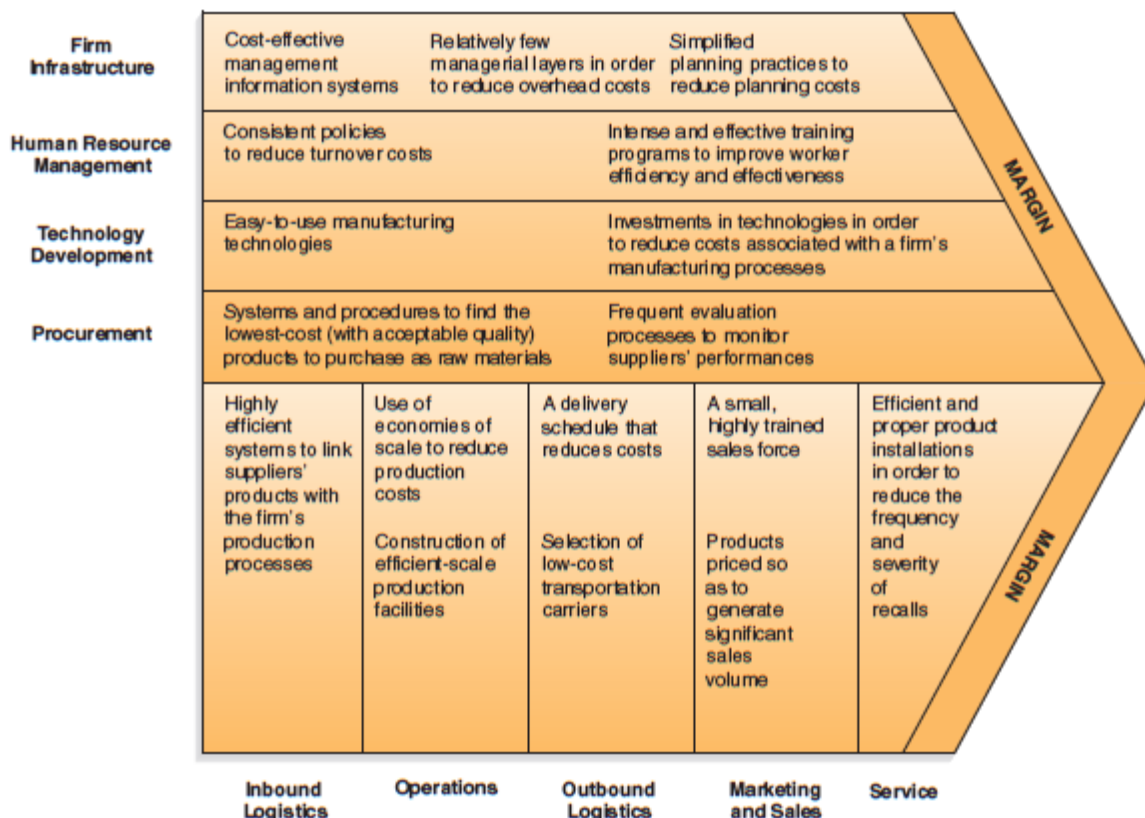 Firm
Infrastructure
Cost-effective
management
information systems
Relatively few
managerial layers in order
to reduce overhead costs
Simplified
planning practices to
reduce planning costs
Human Resource
Management
Consistent policies
to reduce turnover costs
Intense and effective training
programs to improve worker
efficiency and effectiveness
Technology
Development
Easy-to-use manufacturing
technologies
Investments in technologies in order
to reduce costs associated with a firm's
manufacturing processes
Procurement
Systems and procedures to find the
lowest-cost (with acceptable quality)
products to purchase as raw materials
Frequent evaluation
processes to monitor
suppliers' performances
MARGIN
Highly
efficient
systems to link
suppliers'
products with
the firm's
production
processes
Use of
economies of
scale to reduce
production
costs
Construction of
efficient-scale
production
facilities
A delivery
schedule that
reduces costs
Selection of
low-cost
transportation
carriers
A small,
highly trained
sales force
Products
priced so
as to
generate
significant
sales
volume
Efficient and
proper product
installations
in order to
reduce the
frequency
and
severity
of
recalls
MARGIN
Inbound
Logistics
Operations
Outbound
Logistics
Marketing
and Sales
Service